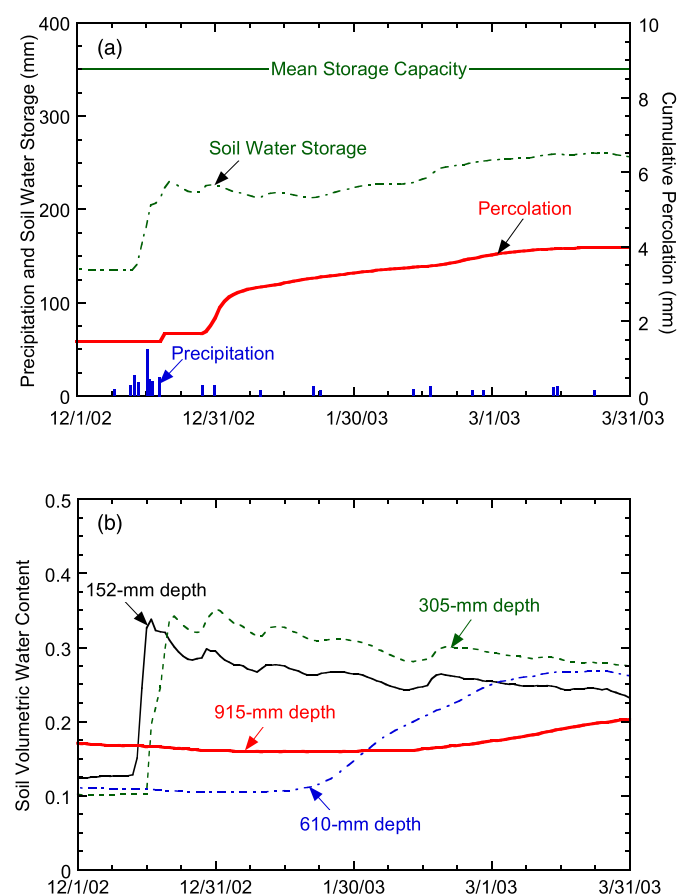 (a)
Mean Storage Capacity
Soil Water Storage
Percolation
Precipitation
Precipitation and Soil Water Storage (mm)
400
300
200
100
0
Cumulative Percolation (mm)
10
8
6
4
2
0
12/1/02 12/31/02 1/30/03 3/1/03 3/31/03
(b)
152-mm depth
305-mm depth
915-mm depth
610-mm depth
Soil Volumetric Water Content
0.5
0.4
0.3
0.2
0.1
0
12/1/02 12/31/02 1/30/03 3/1/03 3/31/03